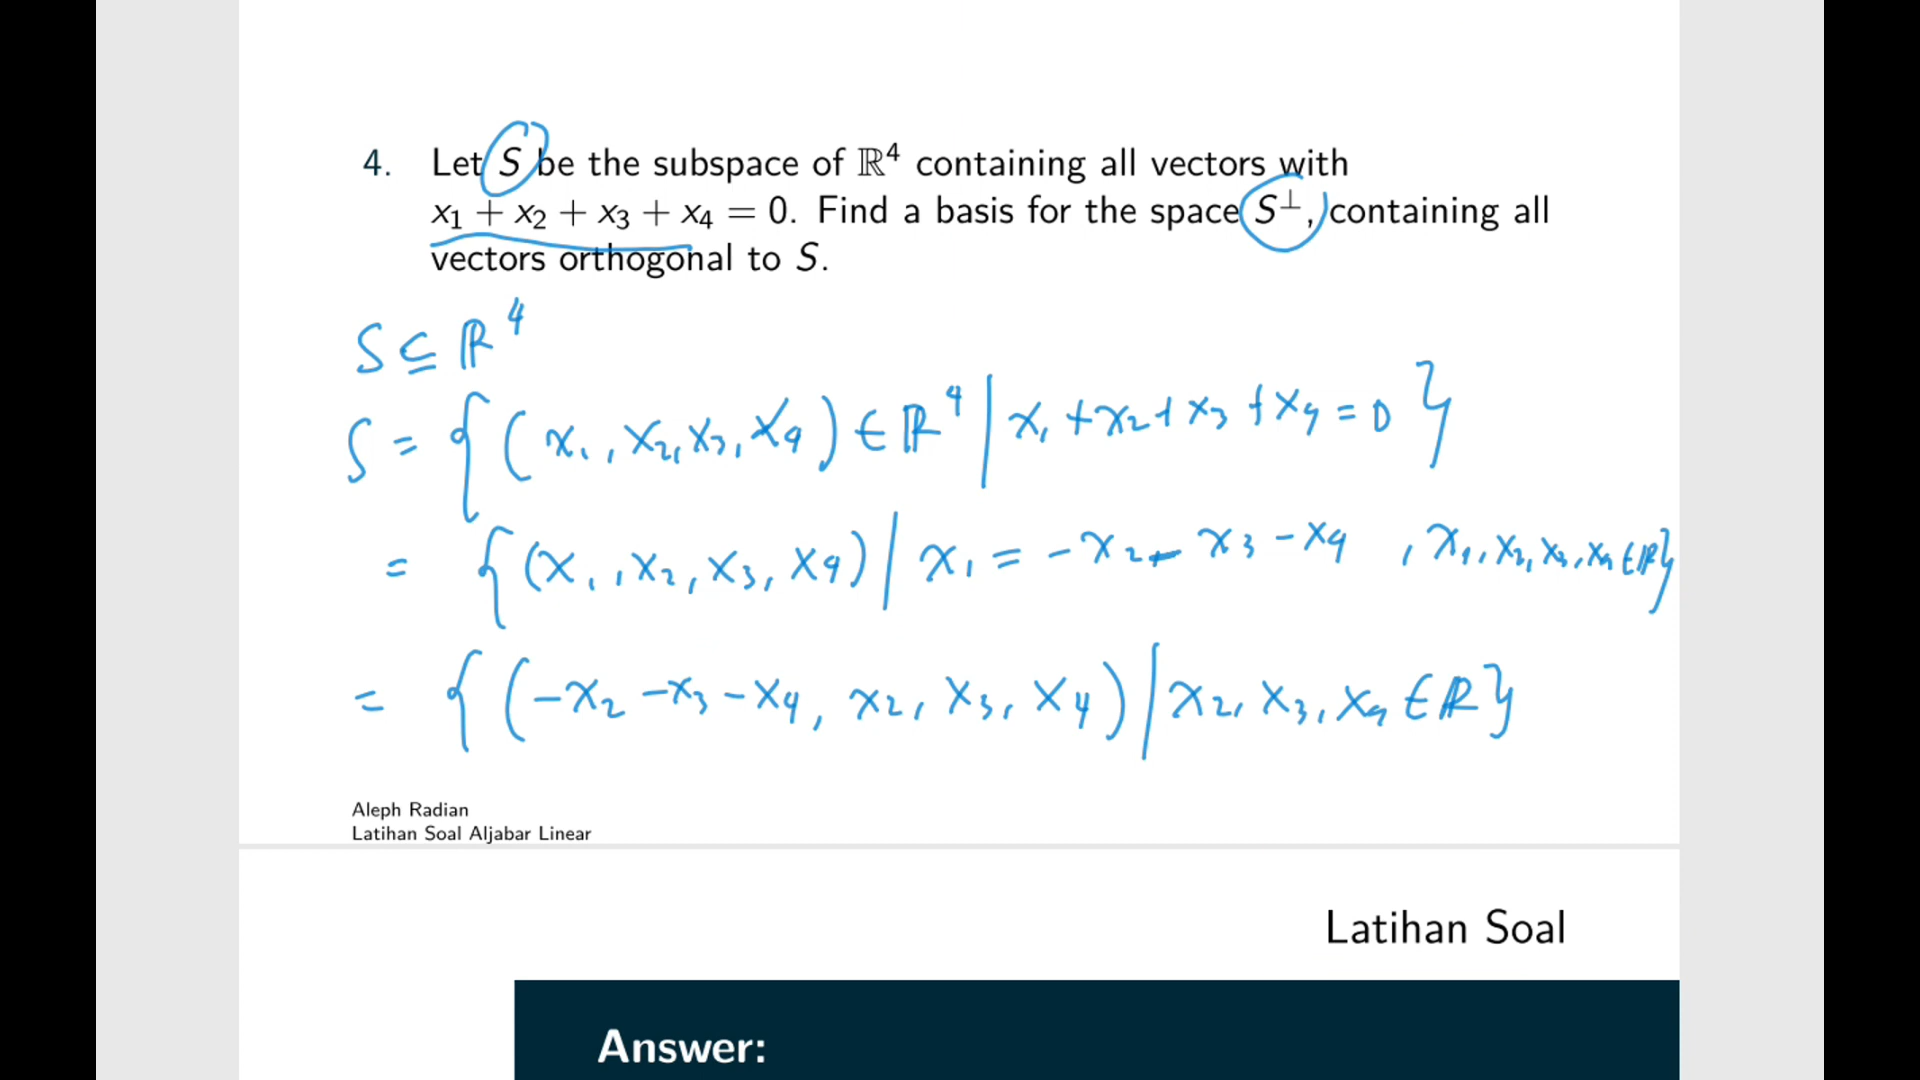 4. Let S be the subspace of ℝ⁴ containing all vectors with
x₁ + x₂ + x₃ + x₄ = 0. Find a basis for the space S⊥, containing all
vectors orthogonal to S.
S ⊆ ℝ⁴
S = { (x₁, x₂, x₃, x₄) ∈ ℝ⁴ | x₁ + x₂ + x₃ + x₄ = 0 }
= { (x₁, x₂, x₃, x₄) | x₁ = -x₂ - x₃ - x₄ , x₁, x₂, x₃, x₄ ∈ ℝ }
= { (-x₂ - x₃ - x₄, x₂, x₃, x₄) | x₂, x₃, x₄ ∈ ℝ }
Aleph Radian
Latihan Soal Aljabar Linear
Latihan Soal
Answer: